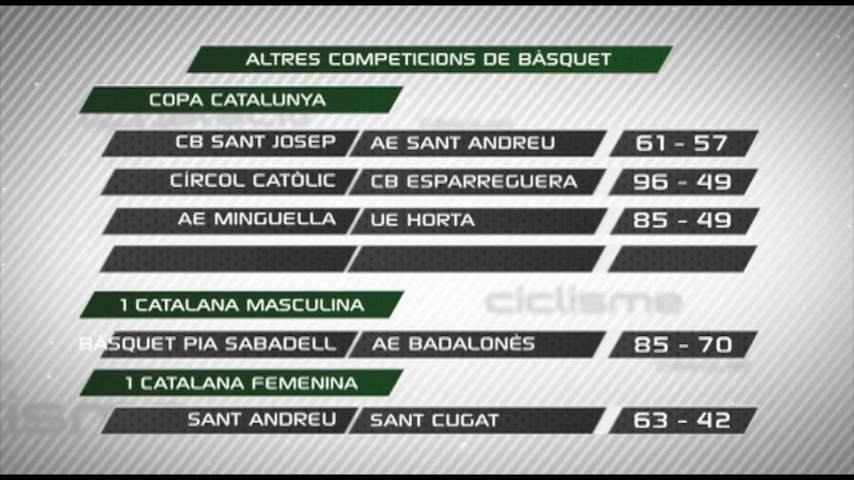 ALTRES COMPETICIONS DE BÀSQUET
COPA CATALUNYA
CB SANT JOSEP AE SANT ANDREU 61 - 57
CÍRCOL CATÒLIC CB ESPARREGUERA 96 - 49
AE MINGUELLA UE HORTA 85 - 49
1 CATALANA MASCULINA
ciclisme
BÀSQUET PIA SABADELL AE BADALONÈS 85 - 70
1 CATALANA FEMENINA
SANT ANDREU SANT CUGAT 63 - 42